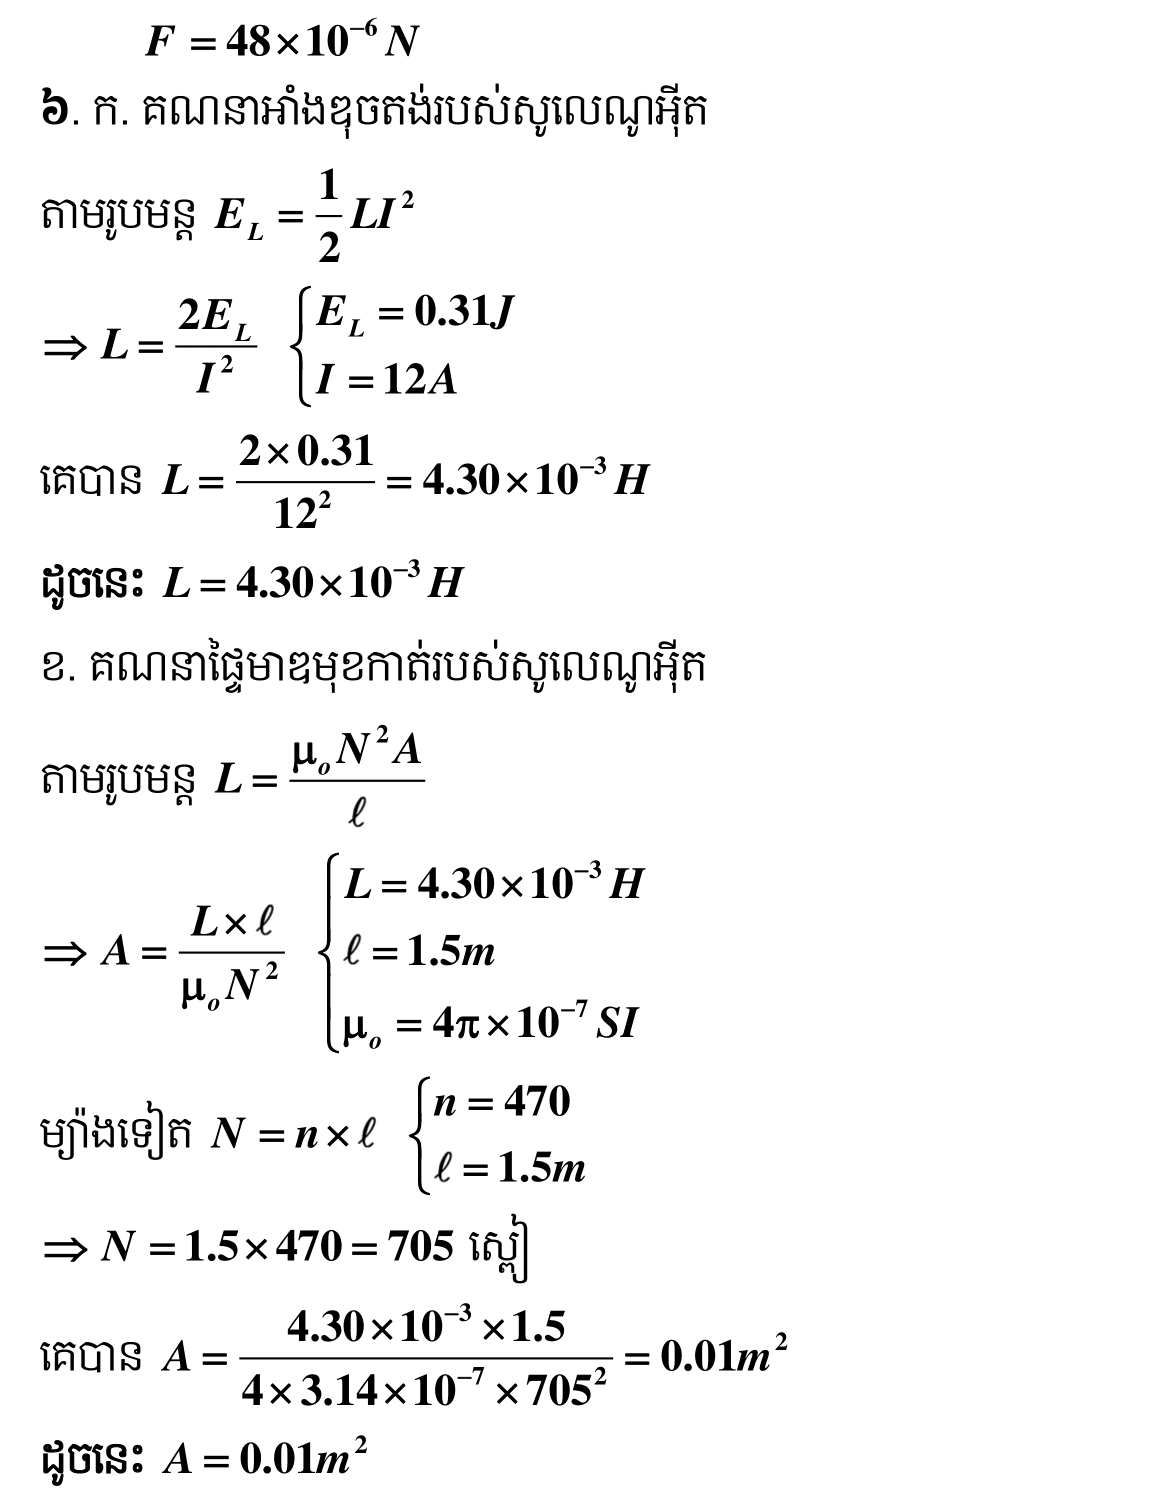 F = 48×10⁻⁶ N
៦. ក. គណនាអាំងឌុចតង់របស់សូលេណូអ៊ីត
តាមរូបមន្ត E_L = 1/2 LI²
⇒ L = 2E_L / I² { E_L = 0.31J
I = 12A
គេបាន L = 2×0.31 / 12² = 4.30×10⁻³ H
ដូចនេះ L = 4.30×10⁻³ H
ខ. គណនាផ្ទៃមាឌមុខកាត់របស់សូលេណូអ៊ីត
តាមរូបមន្ត L = μ₀N²A / ℓ
⇒ A = L×ℓ / μ₀N² { L = 4.30×10⁻³ H
ℓ = 1.5m
μ₀ = 4π×10⁻⁷ SI
ម្យ៉ាងទៀត N = n×ℓ { n = 470
ℓ = 1.5m
⇒ N = 1.5×470 = 705 ស្ពៀ
គេបាន A = 4.30×10⁻³×1.5 / 4×3.14×10⁻⁷×705² = 0.01m²
ដូចនេះ A = 0.01m²